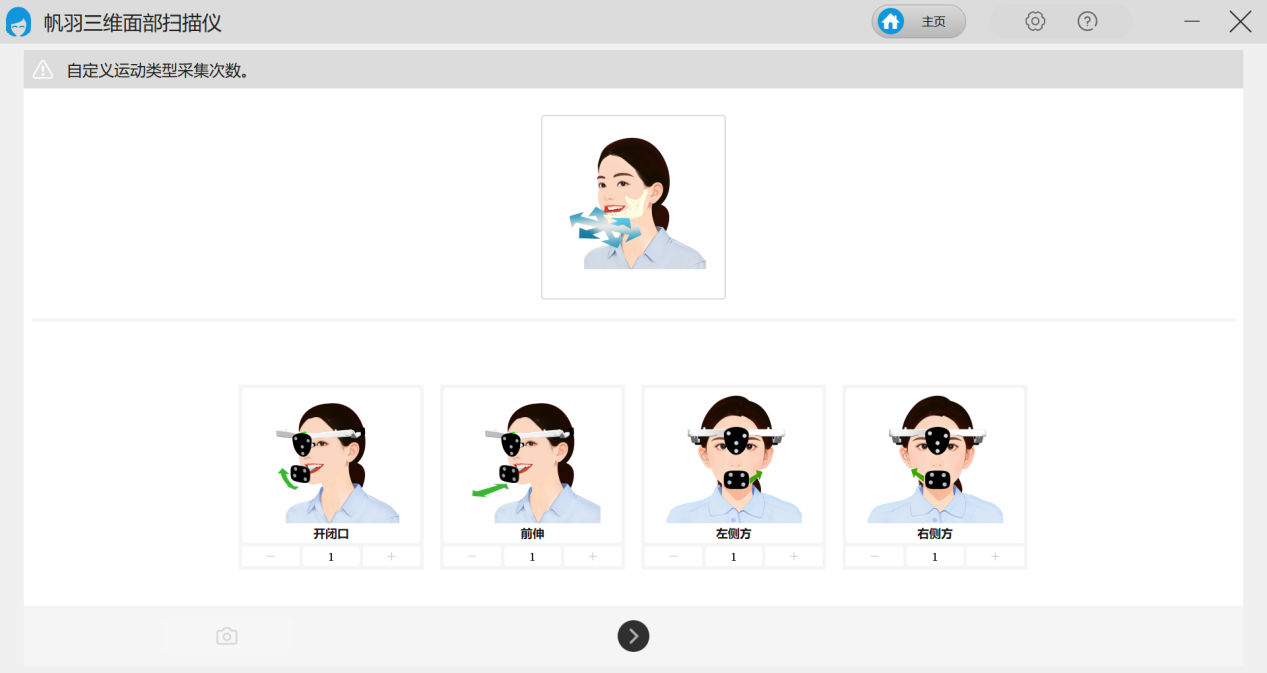 帆羽三维面部扫描仪
主页
自定义运动类型采集次数。
开闭口
前伸
左侧方
右侧方
− 1 +
− 1 +
− 1 +
− 1 +